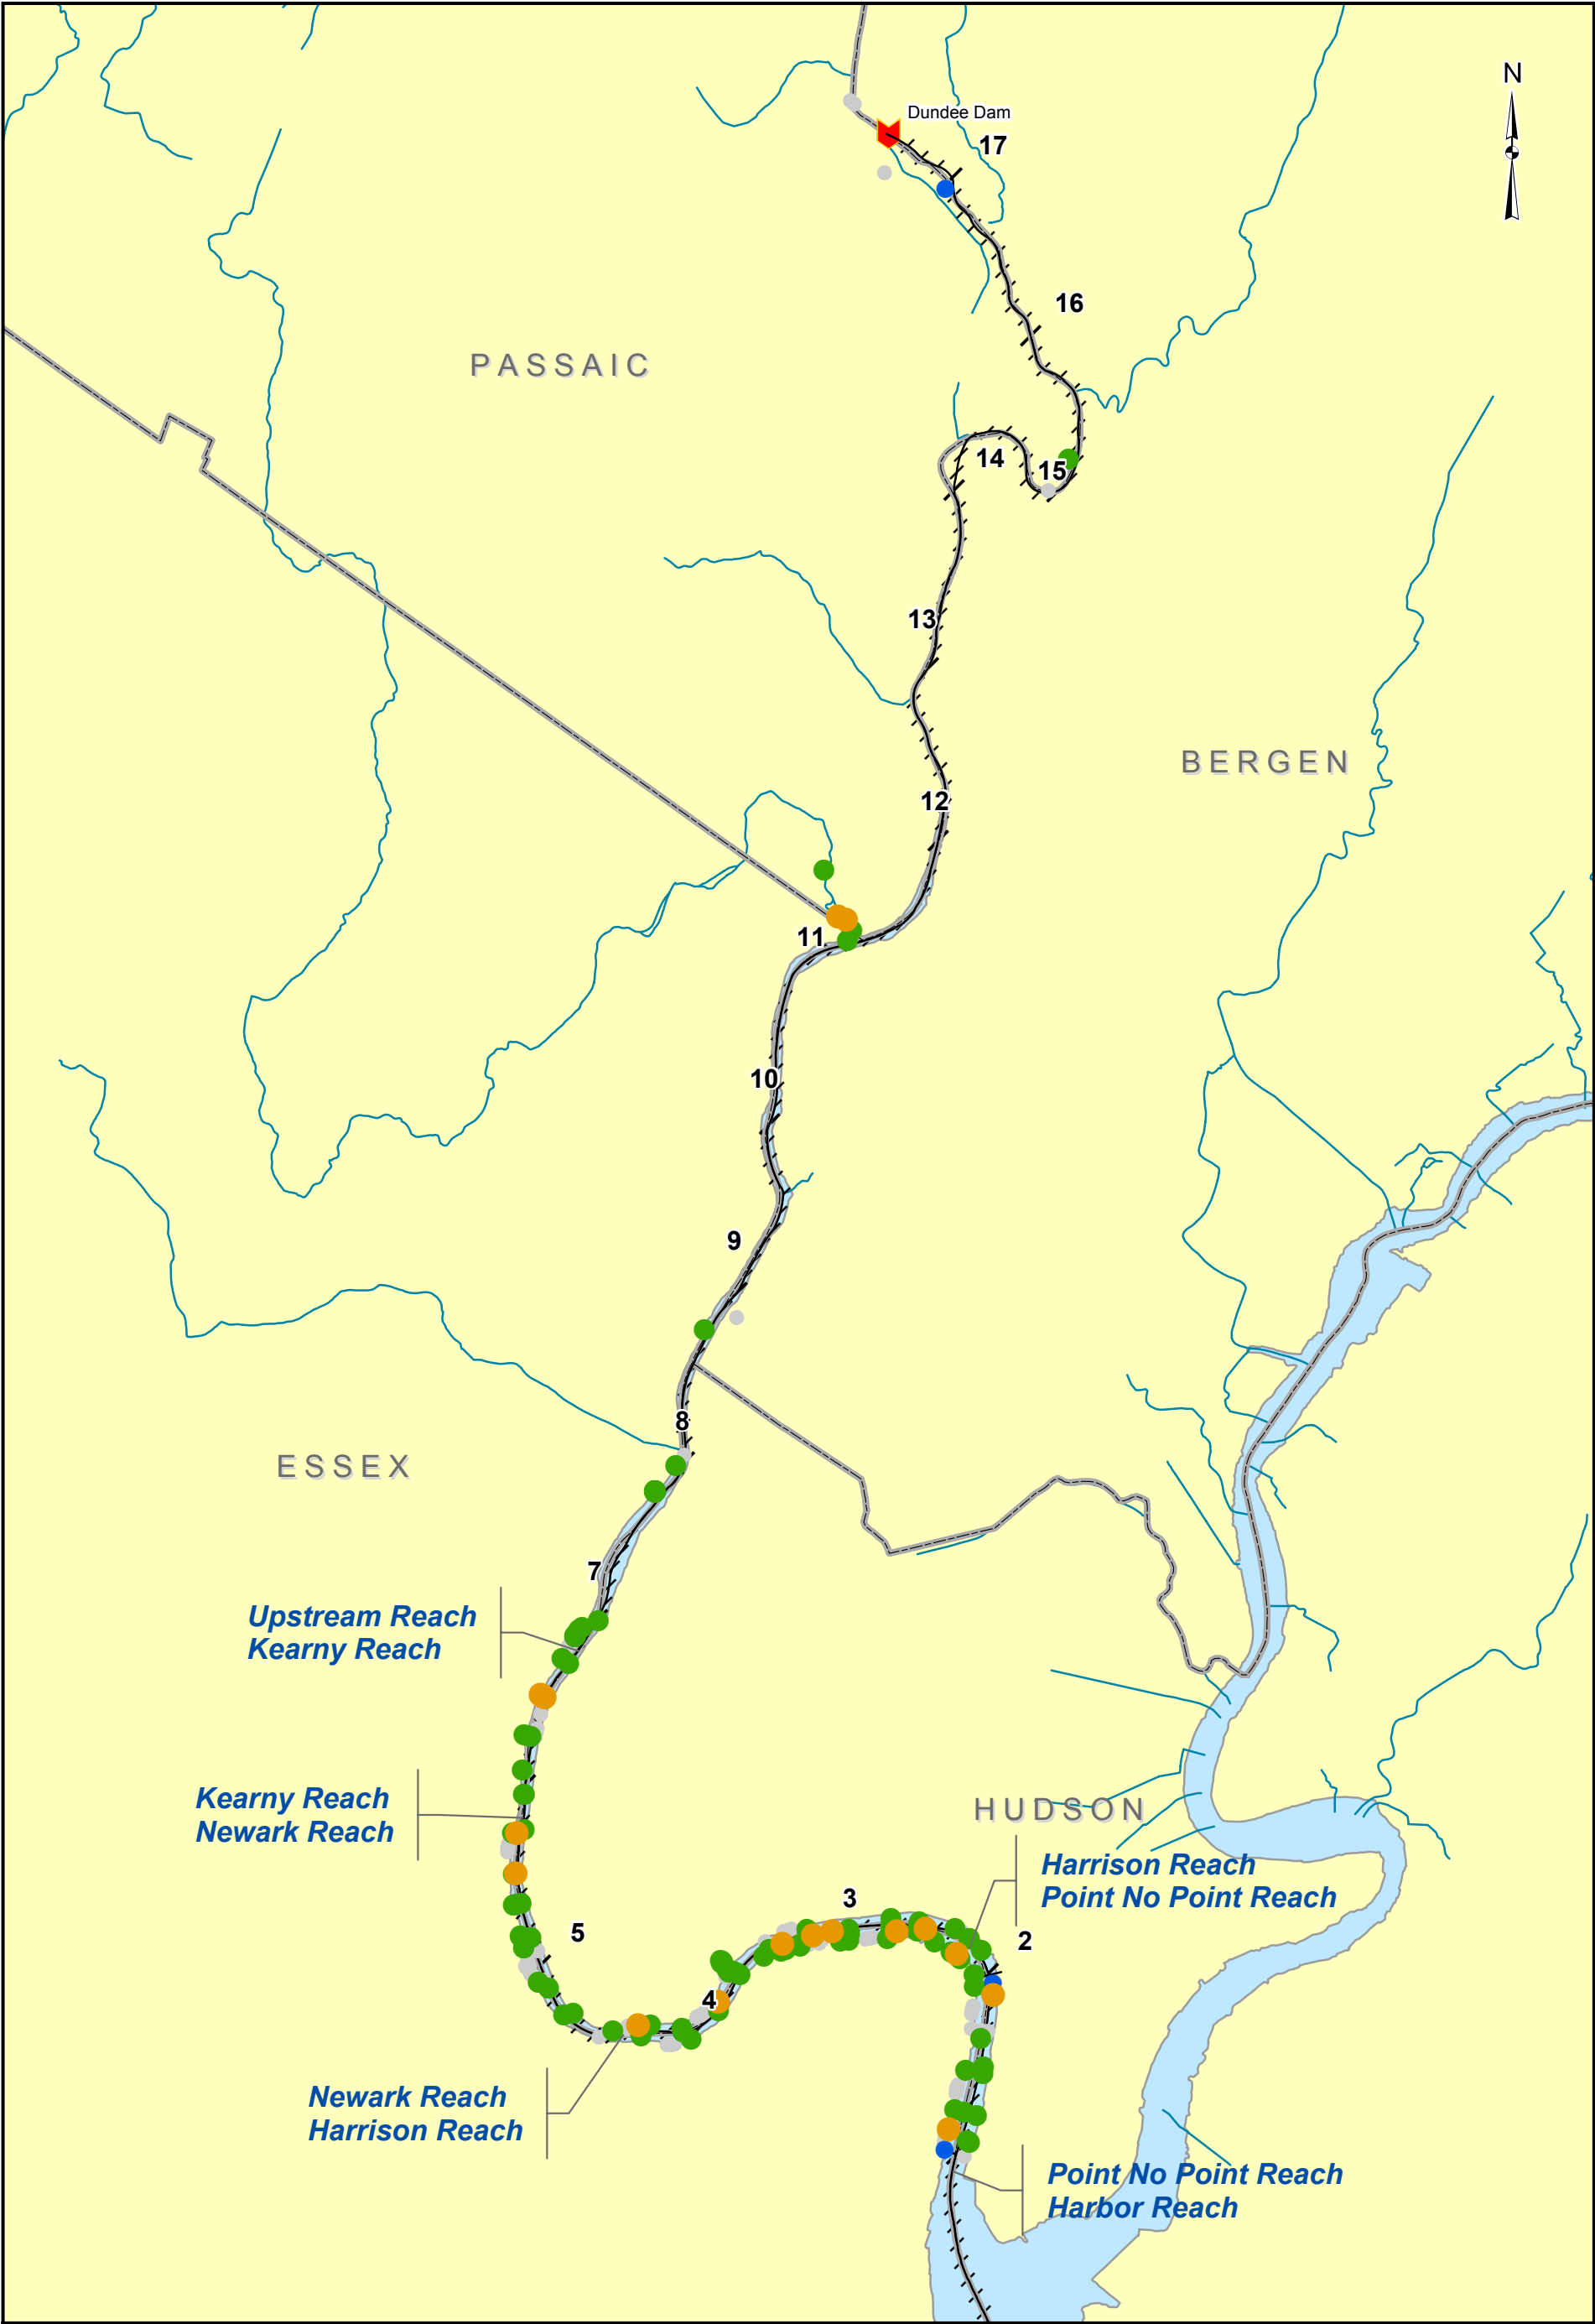 N
Dundee Dam
17
16
PASSAIC
14
15
13
BERGEN
12
11
10
9
8
ESSEX
7
Upstream Reach
Kearny Reach
Kearny Reach
Newark Reach
HUDSON
Harrison Reach
Point No Point Reach
3
5
2
4
Newark Reach
Harrison Reach
Point No Point Reach
Harbor Reach